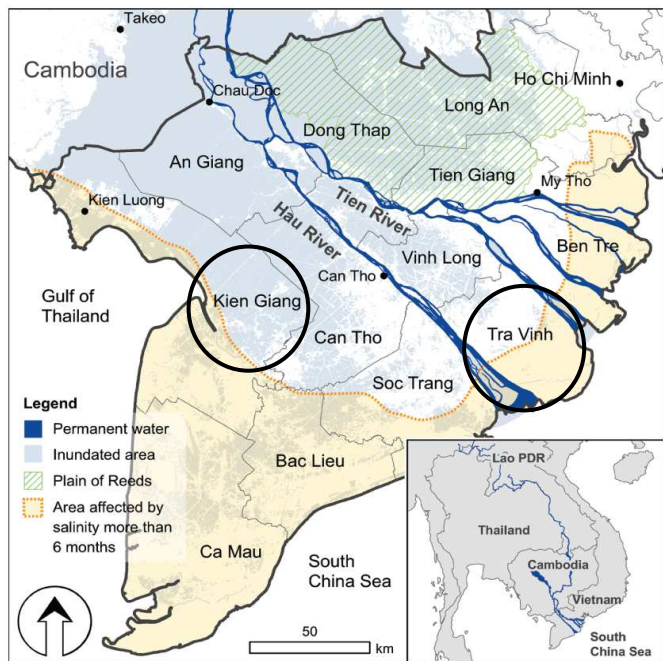 Takeo
Cambodia
Ho Chi Minh
Chau Doc
Long An
Dong Thap
An Giang
Tien Giang
My Tho
Kien Luong
Tien River
Hau River
Ben Tre
Vinh Long
Can Tho
Gulf of
Thailand
Kien Giang
Can Tho
Tra Vinh
Soc Trang
Legend
Permanent water
Inundated area
Plain of Reeds
Area affected by
salinity more than
6 months
Bac Lieu
Ca Mau
South
China Sea
50
km
Lao PDR
Thailand
Cambodia
Vietnam
South
China Sea